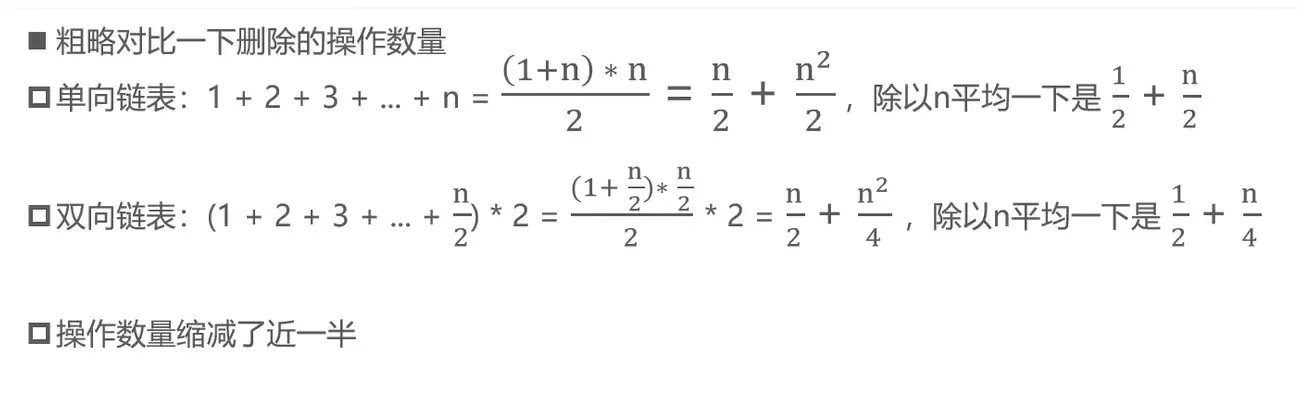 ■ 粗略对比一下删除的操作数量
□ 单向链表：1 + 2 + 3 + ... + n = \frac{(1+n)*n}{2} = \frac{n}{2} + \frac{n^2}{2}，除以n平均一下是 \frac{1}{2} + \frac{n}{2}
□ 双向链表：(1 + 2 + 3 + ... + \frac{n}{2}) * 2 = \frac{(1+\frac{n}{2})*\frac{n}{2}}{2} * 2 = \frac{n}{2} + \frac{n^2}{4}，除以n平均一下是 \frac{1}{2} + \frac{n}{4}
□ 操作数量缩减了近一半